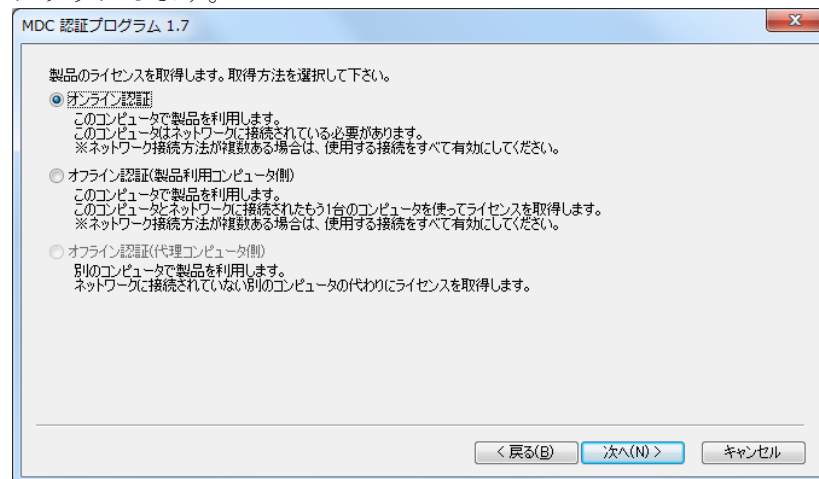 MDC 認証プログラム 1.7
製品のライセンスを取得します。取得方法を選択して下さい。
オンライン認証
このコンピュータで製品を利用します。
このコンピュータはネットワークに接続されている必要があります。
※ネットワーク接続方法が複数ある場合は、使用する接続をすべて有効にしてください。
オフライン認証(製品利用コンピュータ側)
このコンピュータで製品を利用します。
このコンピュータとネットワークに接続されたもう1台のコンピュータを使ってライセンスを取得します。
※ネットワーク接続方法が複数ある場合は、使用する接続をすべて有効にしてください。
オフライン認証(代理コンピュータ側)
別のコンピュータで製品を利用します。
ネットワークに接続されていない別のコンピュータの代わりにライセンスを取得します。
< 戻る(B) 次へ(N) > キャンセル